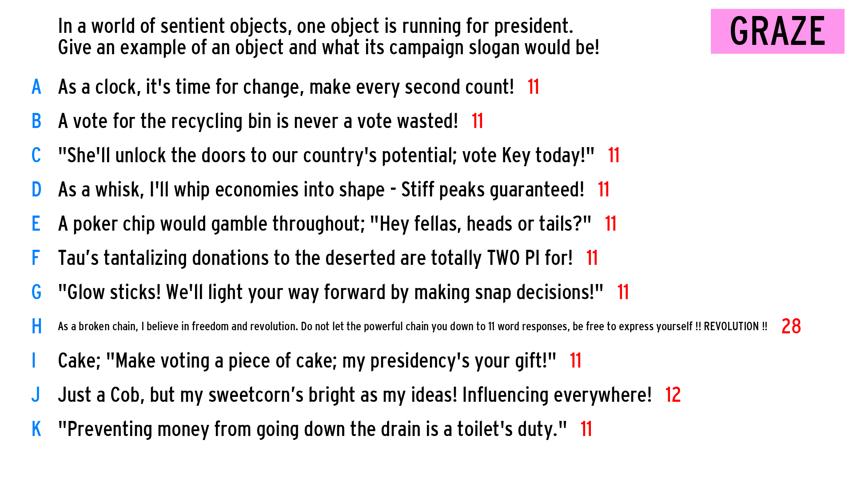 In a world of sentient objects, one object is running for president.
Give an example of an object and what its campaign slogan would be!
GRAZE
A As a clock, it's time for change, make every second count! 11
B A vote for the recycling bin is never a vote wasted! 11
C "She'll unlock the doors to our country's potential; vote Key today!" 11
D As a whisk, I'll whip economies into shape - Stiff peaks guaranteed! 11
E A poker chip would gamble throughout; "Hey fellas, heads or tails?" 11
F Tau’s tantalizing donations to the deserted are totally TWO PI for! 11
G "Glow sticks! We'll light your way forward by making snap decisions!" 11
H As a broken chain, I believe in freedom and revolution. Do not let the powerful chain you down to 11 word responses, be free to express yourself !! REVOLUTION !! 28
I Cake; "Make voting a piece of cake; my presidency's your gift!" 11
J Just a Cob, but my sweetcorn’s bright as my ideas! Influencing everywhere! 12
K "Preventing money from going down the drain is a toilet's duty." 11